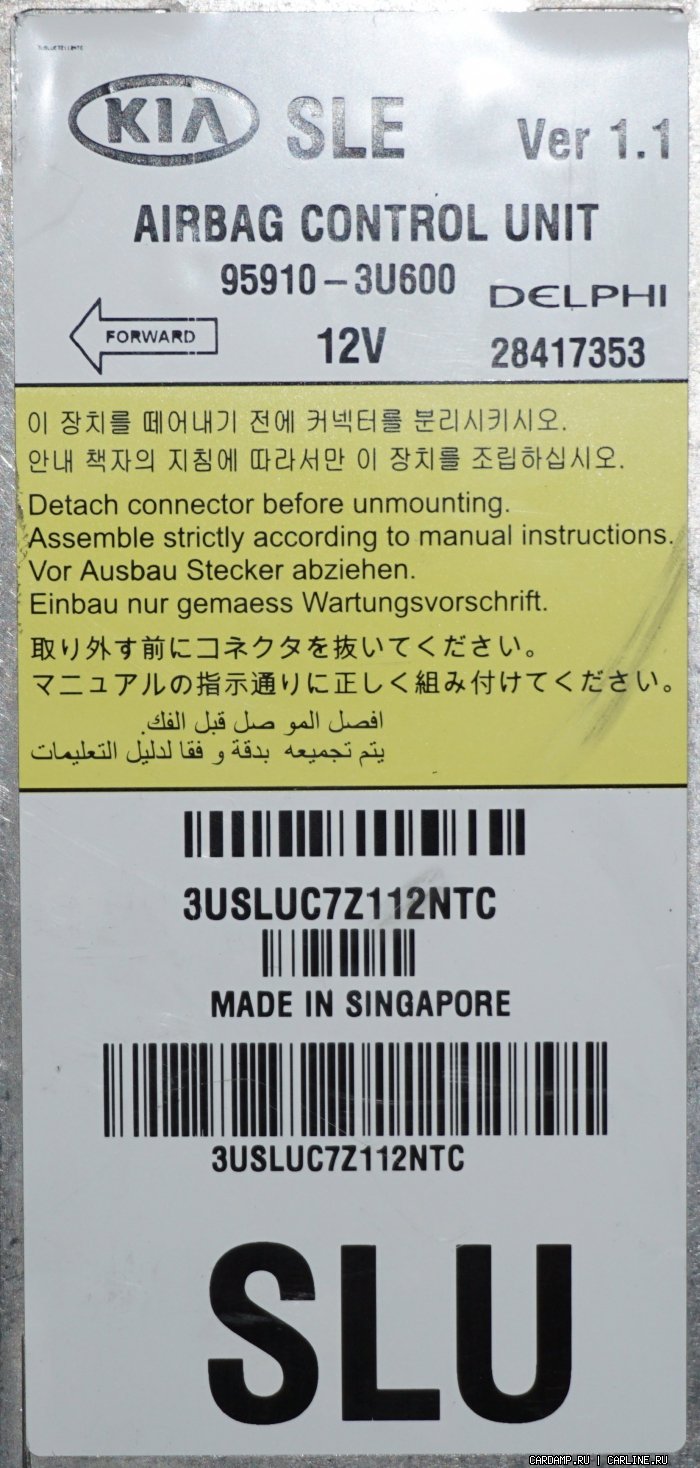 KIA SLE Ver 1.1
AIRBAG CONTROL UNIT
95910-3U600
DELPHI
FORWARD
12V
28417353
이 장치를 떼어내기 전에 커넥터를 분리시키시오.
안내 책자의 지침에 따라서만 이 장치를 조립하십시오.
Detach connector before unmounting.
Assemble strictly according to manual instructions.
Vor Ausbau Stecker abziehen.
Einbau nur gemaess Wartungsvorschrift.
取り外す前にコネクタを抜いてください。
マニュアルの指示通りに正しく組み付けてください。
افصل المو صل قبل الفك.
يتم تجميعه بدقة و فقا لدليل التعليمات
3USLUC7Z112NTC
MADE IN SINGAPORE
3USLUC7Z112NTC
SLU
CARDAMP.RU | CARLINE.RU